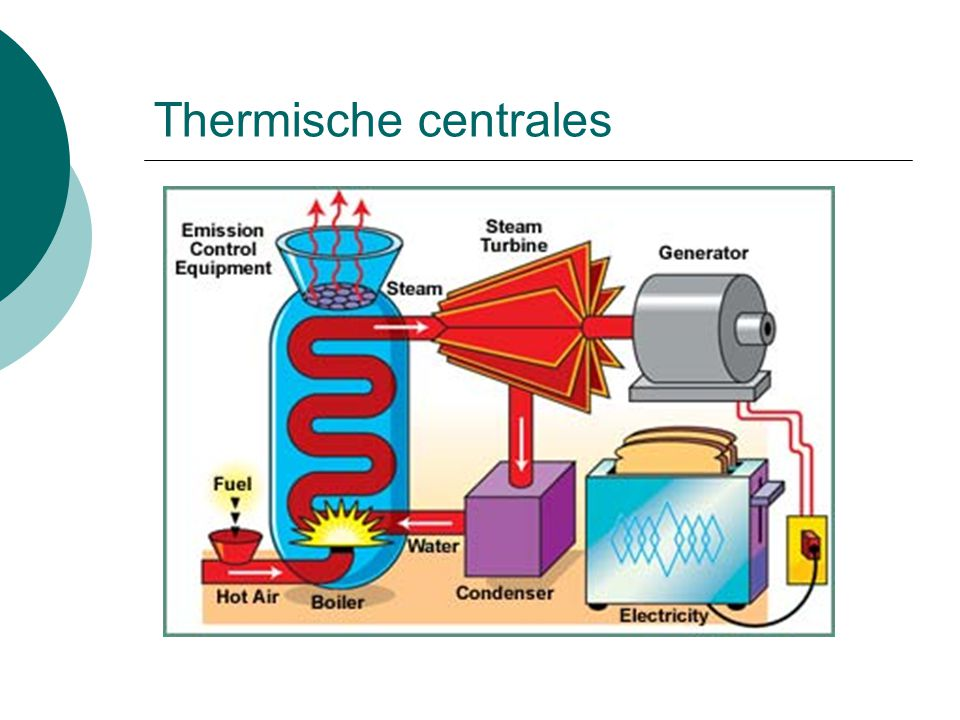 Thermische centrales
Emission
Control
Equipment
Steam
Steam
Turbine
Generator
Fuel
Water
Hot Air
Boiler
Condenser
Electricity